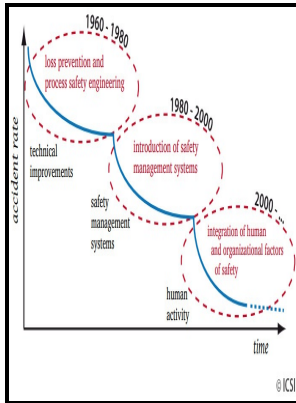 1960 - 1980
loss prevention and
process safety engineering
accident rate
technical
improvements
1980 -2000
introduction of safety
management systems
safety
management
systems
2000 - ...
integration of human
and organizational factors
of safety
human
activity
time
© ICSI